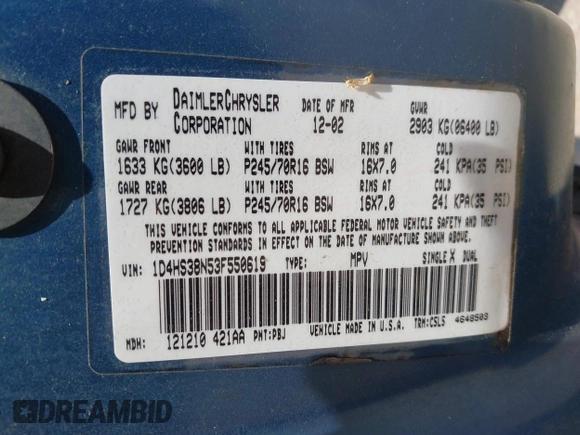 MFD BY DAIMLERCHRYSLER CORPORATION
DATE OF MFR 12-02
GVWR 2903 KG(06400 LB)
GAWR FRONT WITH TIRES RIMS AT COLD
1633 KG(3600 LB) P245/70R16 BSW 16X7.0 241 KPA(35 PSI)
GAWR REAR WITH TIRES RIMS AT COLD
1727 KG(3806 LB) P245/70R16 BSW 16X7.0 241 KPA(35 PSI)
THIS VEHICLE CONFORMS TO ALL APPLICABLE FEDERAL MOTOR VEHICLE SAFETY AND THEFT
PREVENTION STANDARDS IN EFFECT ON THE DATE OF MANUFACTURE SHOWN ABOVE.
VIN: 1D4HS38N53F550619 TYPE: MPV SINGLE X DUAL
MDH: 121210 421AA PNT:PBJ VEHICLE MADE IN U.S.A. TRM:CSL5 4648503
DREAMBID